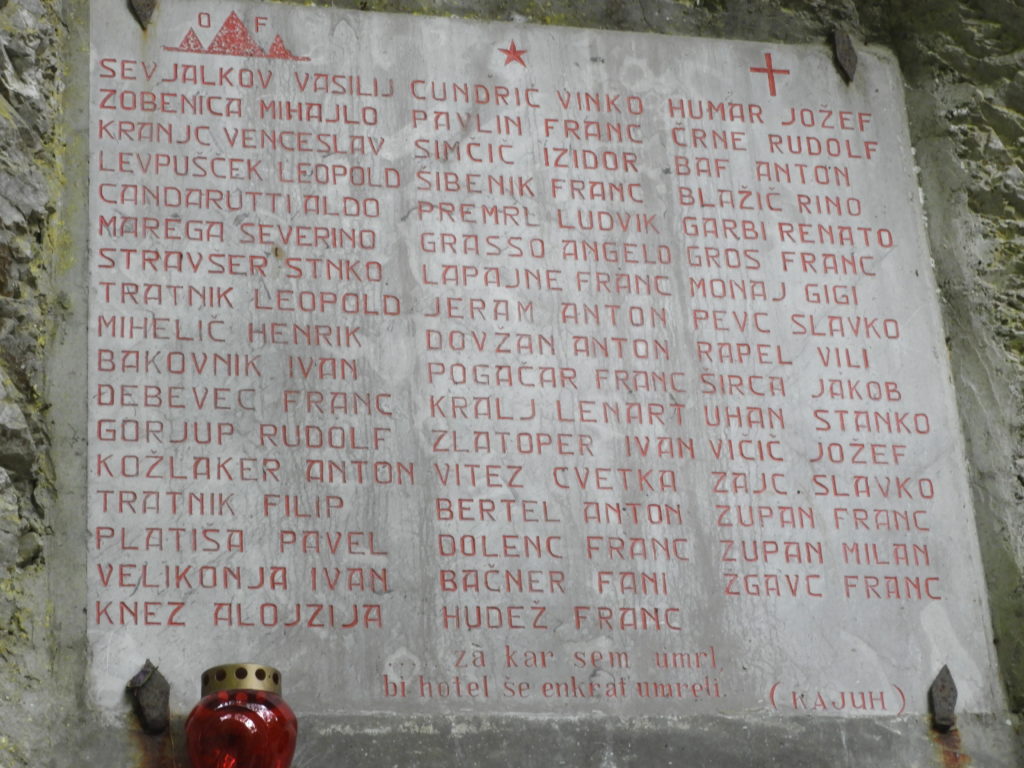 O F
SEVJALKOV VASILIJ
ZOBENICA MIHAJLO
KRANJC VENCESLAV
LEVPUŠČEK LEOPOLD
CANDARUTTI ALDO
MAREGA SEVERINO
STRAVSER STNKO
TRATNIK LEOPOLD
MIHELIČ HENRIK
BAKOVNIK IVAN
DEBEVEC FRANC
GORJUP RUDOLF
KOŽLAKER ANTON
TRATNIK FILIP
PLATIŠA PAVEL
VELIKONJA IVAN
KNEZ ALOJZIJA
CUNDRIČ VINKO
PAVLIN FRANC
SIMČIČ IZIDOR
ŠIBENIK FRANC
PREMRL LUDVIK
GRASSO ANGELO
LAPAJNE FRANC
JERAM ANTON
DOVŽAN ANTON
POGAČAR FRANC
KRALJ LENART
ZLATOPER IVAN
VITEZ CVETKA
BERTEL ANTON
DOLENC FRANC
BAČNER FANI
HUDEŽ FRANC
HUMAR JOŽEF
ČRNE RUDOLF
BAF ANTON
BLAŽIČ RINO
GARBI RENATO
GROS FRANC
MONAJ GIGI
PEVC SLAVKO
RAPEL VILI
ŠIRCA JAKOB
UHAN STANKO
VIČIČ JOŽEF
ZAJC SLAVKO
ZUPAN FRANC
ZUPAN MILAN
ŽGAVC FRANC
za kar sem umrl
bi hotel še enkrat umreti.
(KAJUH)